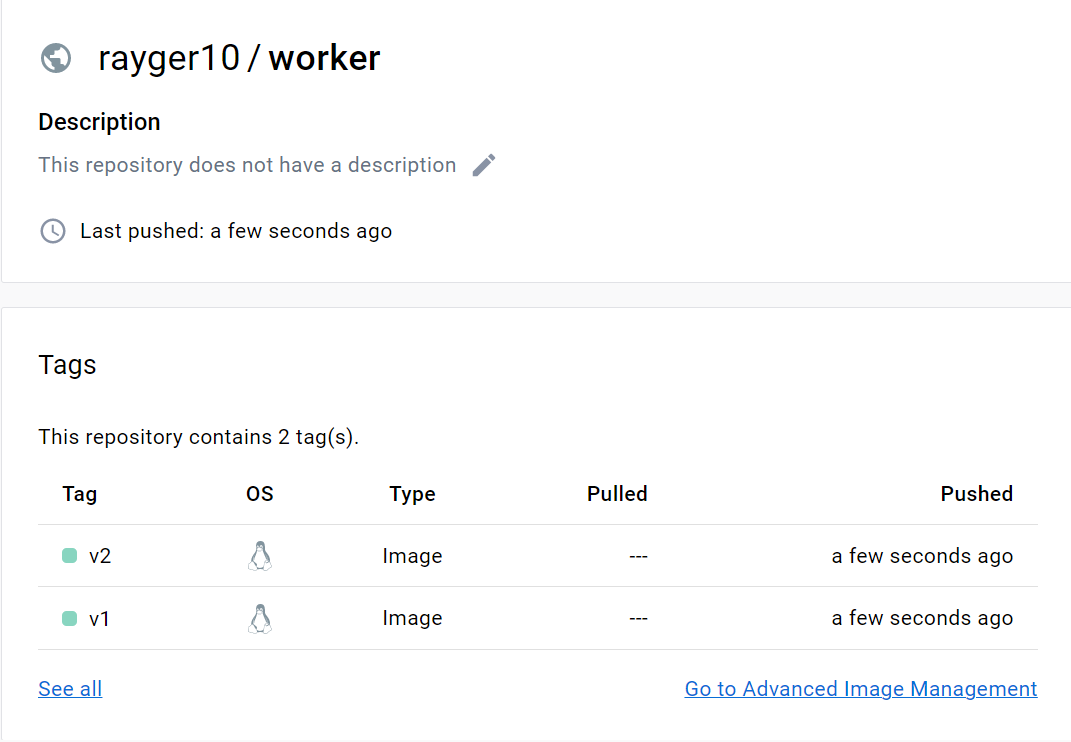 rayger10 / worker
Description
This repository does not have a description
Last pushed: a few seconds ago
Tags
This repository contains 2 tag(s).
Tag OS Type Pulled Pushed
v2 Image --- a few seconds ago
v1 Image --- a few seconds ago
See all Go to Advanced Image Management